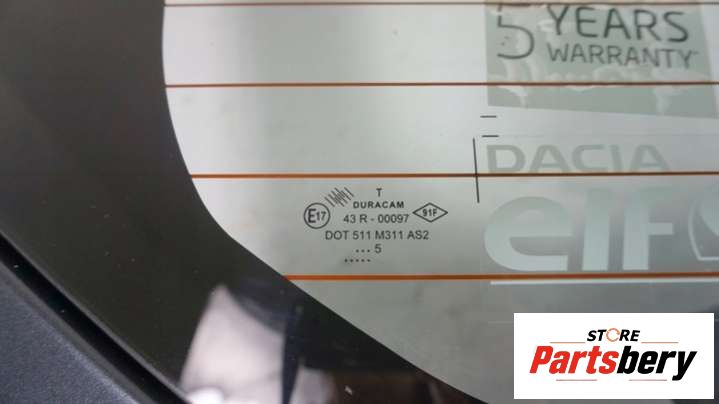 5 YEARS
WARRANTY
DACIA
elf
T
DURACAM
E17
43 R - 00097
91F
DOT 511 M311 AS2
... 5
.....
STORE
Partsbery